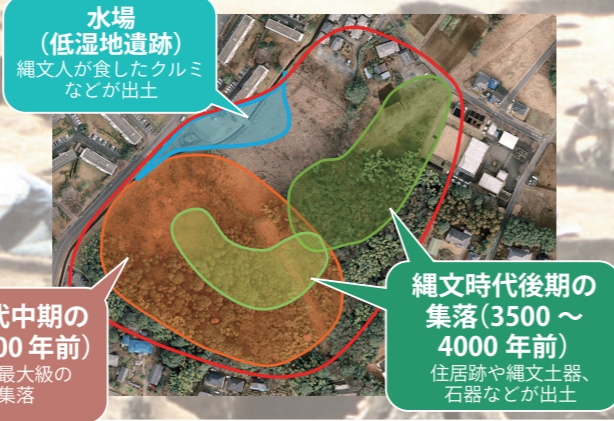 水場
(低湿地遺跡)
縄文人が食したクルミ
などが出土
代中期の
00 年前)
最大級の
集落
縄文時代後期の
集落(3500 ～
4000 年前)
住居跡や縄文土器、
石器などが出土